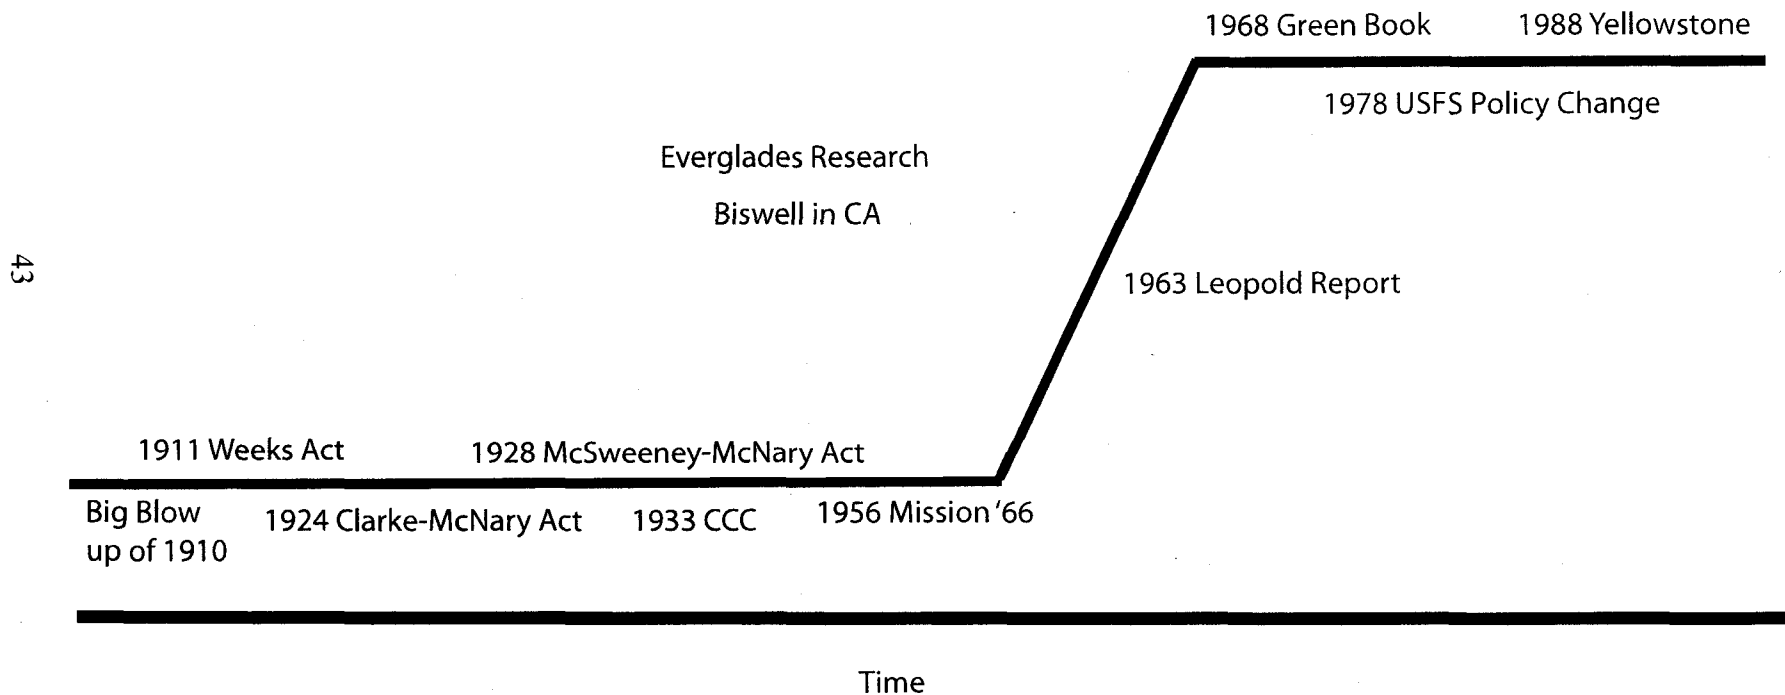 1968 Green Book
1988 Yellowstone
1978 USFS Policy Change
Everglades Research
Biswell in CA
43
1963 Leopold Report
1911 Weeks Act
1928 McSweeney-McNary Act
Big Blow
up of 1910
1924 Clarke-McNary Act
1933 CCC
1956 Mission '66
Time